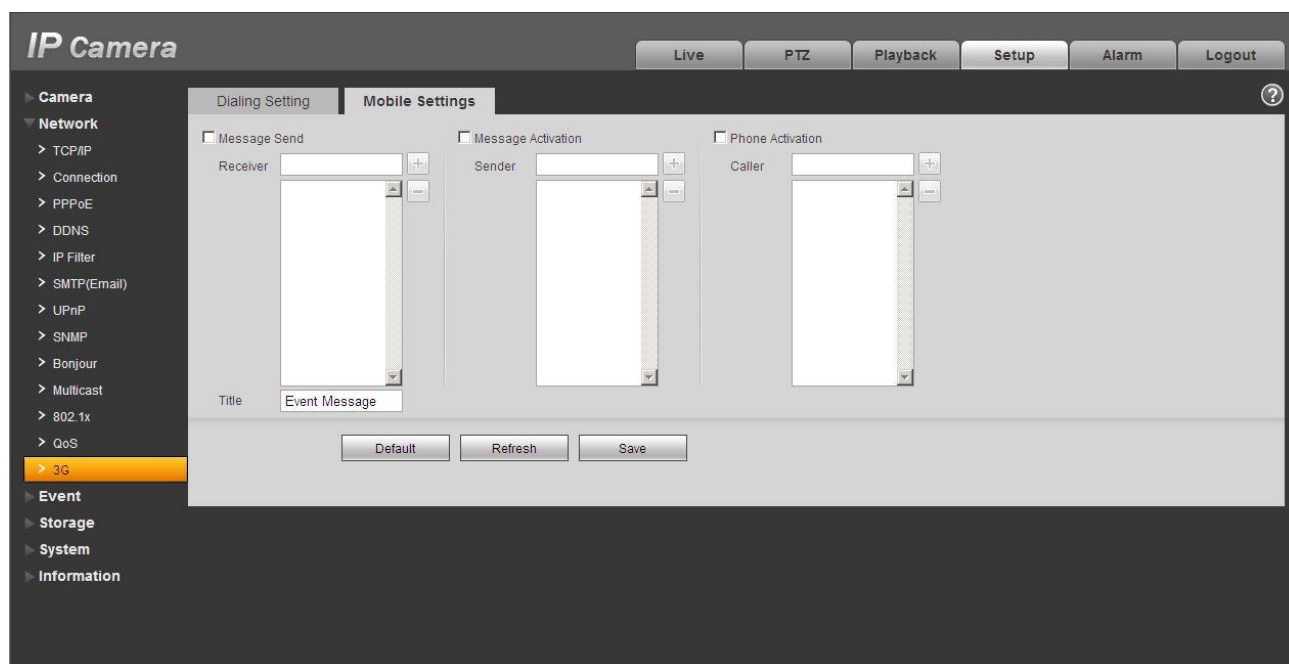 IP Camera
Live PTZ Playback Setup Alarm Logout
Camera
Network
TCP/IP
Connection
PPPoE
DDNS
IP Filter
SMTP(Email)
UPnP
SNMP
Bonjour
Multicast
802.1x
QoS
3G
Event
Storage
System
Information
Dialing Setting Mobile Settings
?
Message Send Message Activation Phone Activation
Receiver Sender Caller
Title Event Message
Default Refresh Save